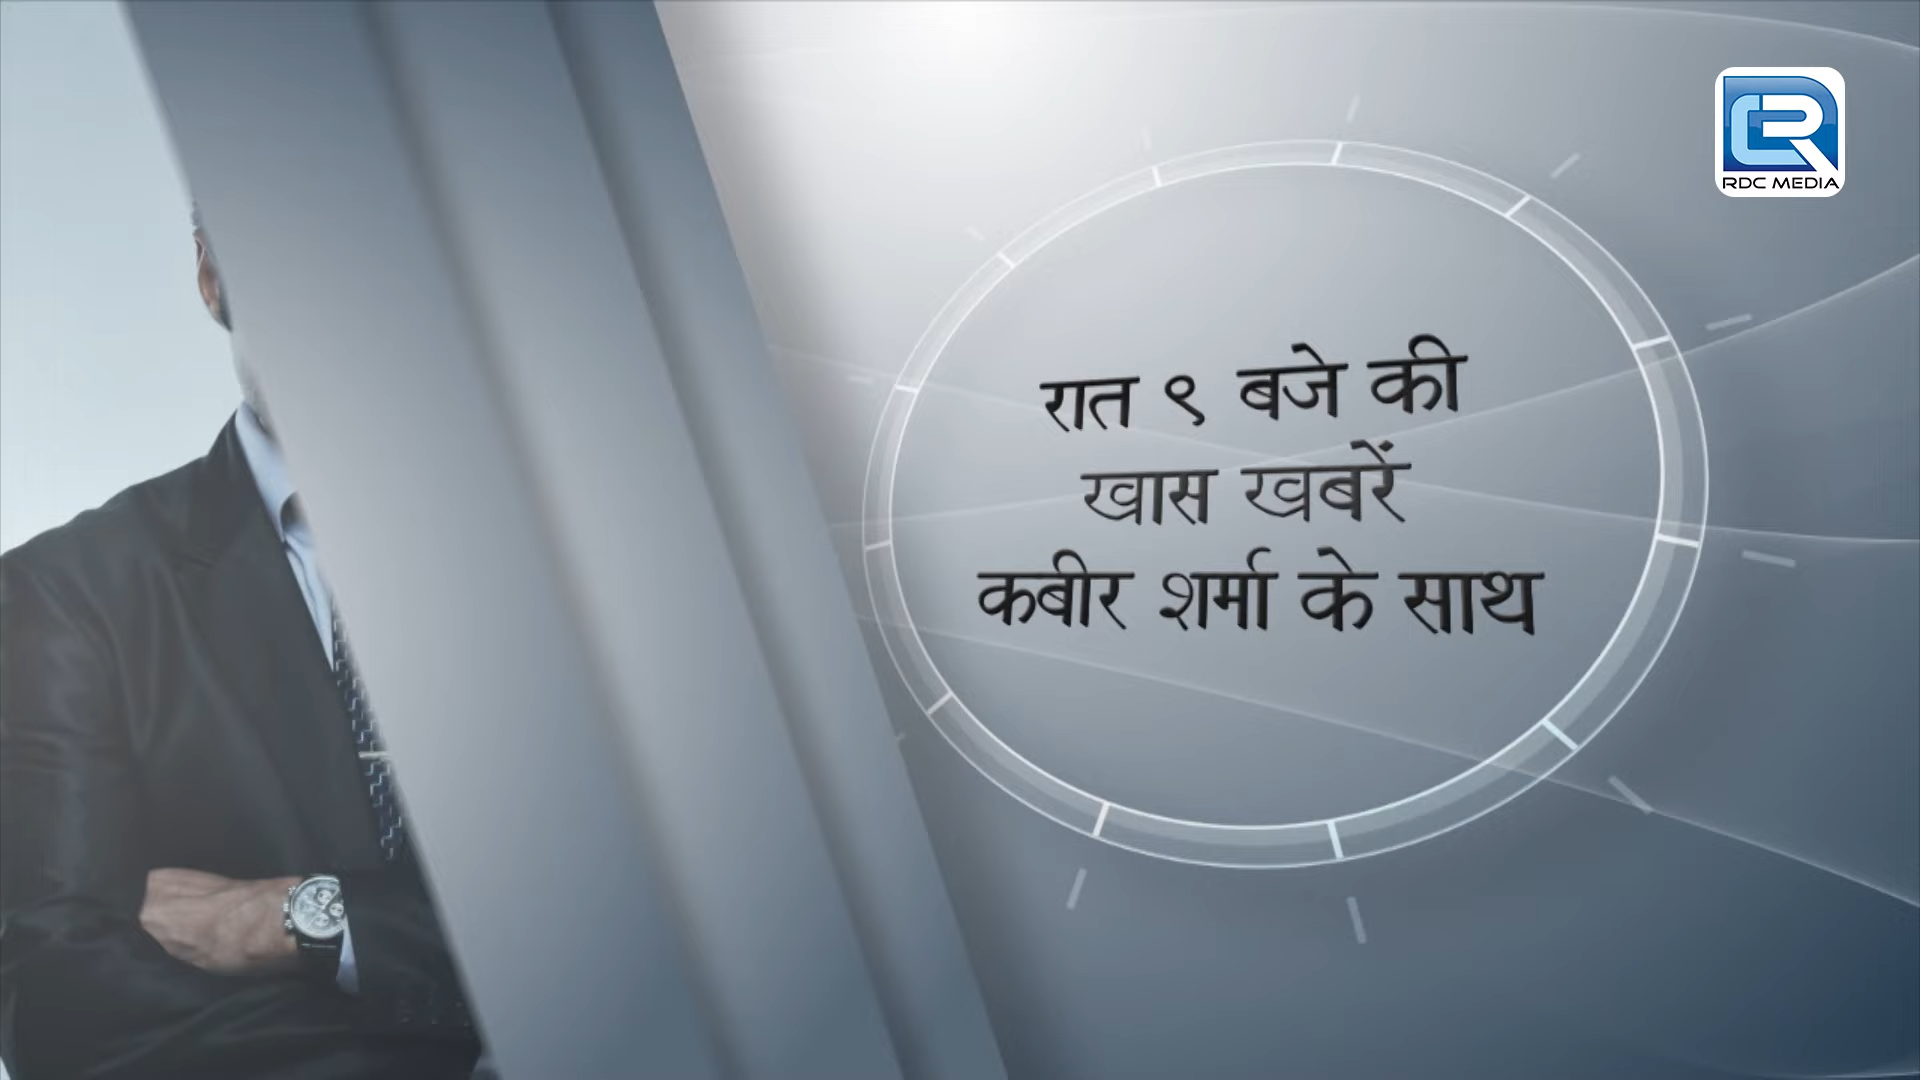 RDC MEDIA
रात ९ बजे की
खास खबरें
कबीर शर्मा के साथ